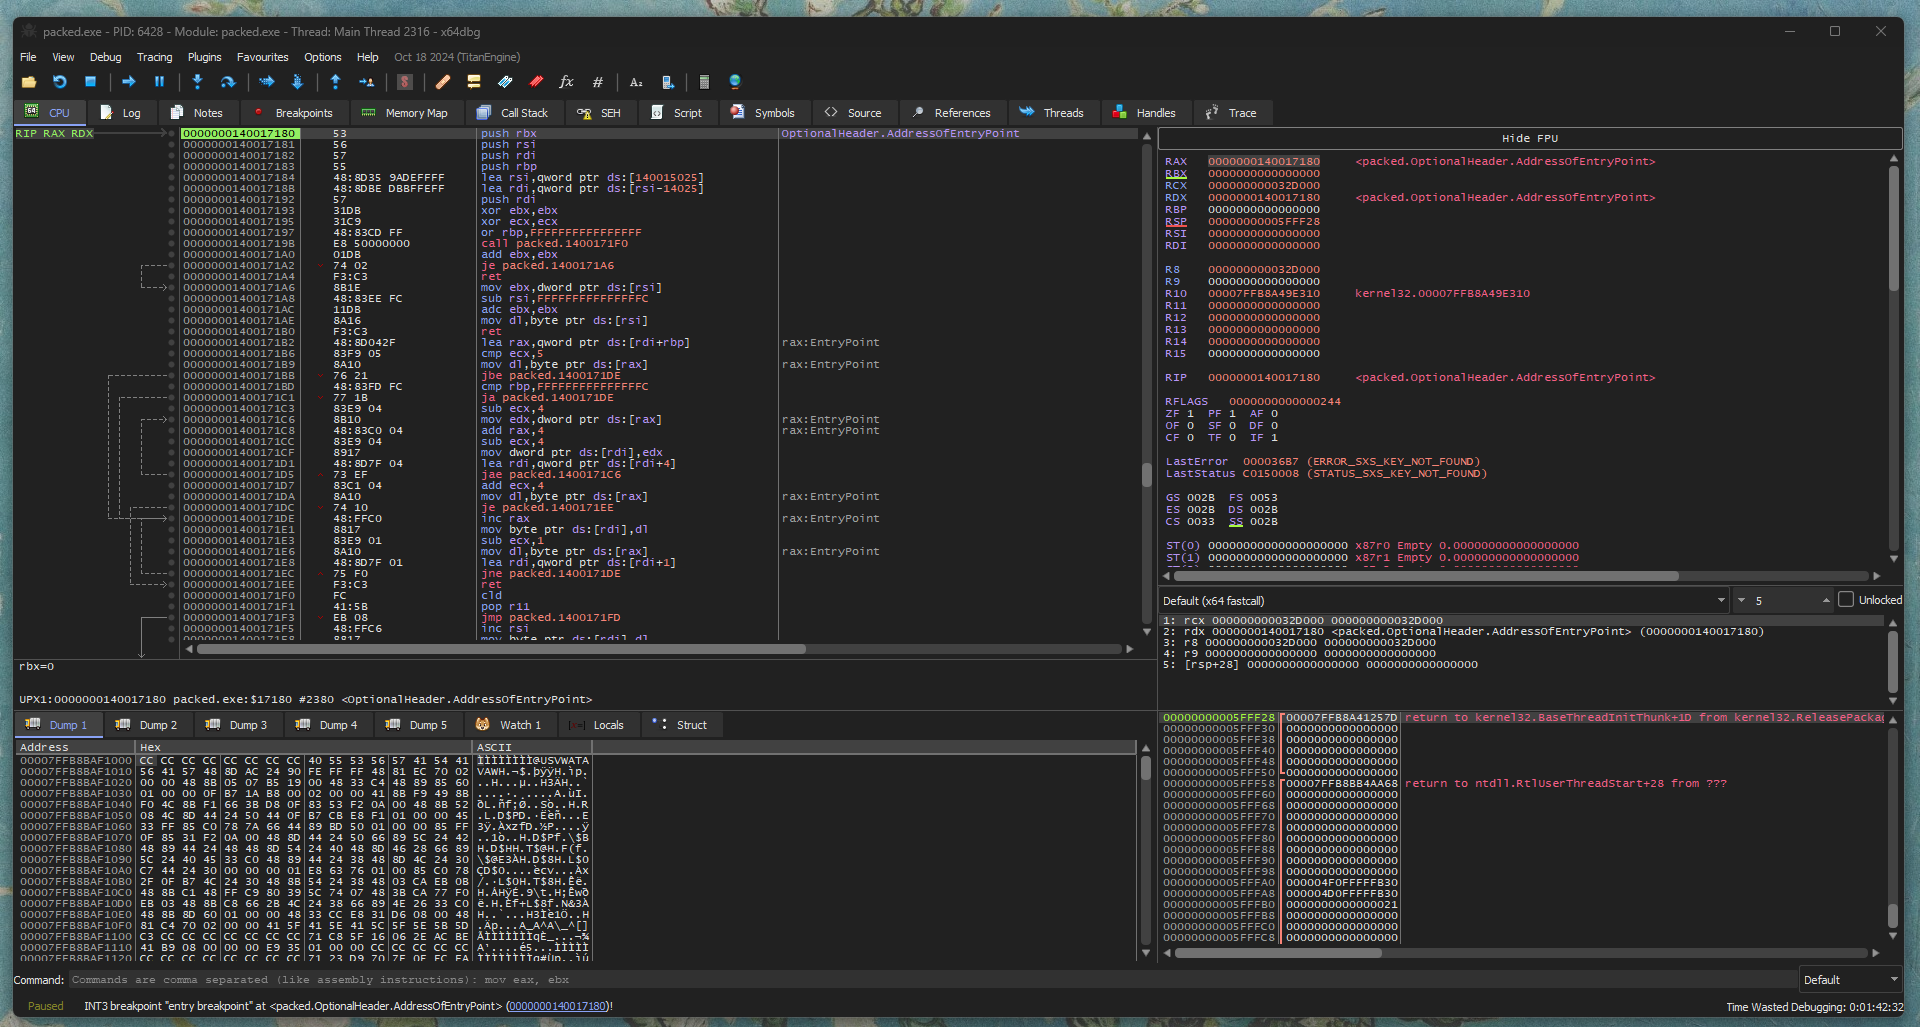 packed.exe - PID: 6428 - Module: packed.exe - Thread: Main Thread 2316 - x64dbg
File View Debug Tracing Plugins Favourites Options Help Oct 18 2024 (TitanEngine)
CPU Log Notes Breakpoints Memory Map Call Stack SEH Script Symbols Source References Threads Handles Trace
RIP RAX RDX
0000000140017180 53 push rbx OptionalHeader.AddressOfEntryPoint
0000000140017181 56 push rsi
0000000140017182 57 push rdi
0000000140017183 55 push rbp
0000000140017184 48:8D35 9ADEFFFF lea rsi,qword ptr ds:[140015025]
000000014001718B 48:8DBE DBBFFEFF lea rdi,qword ptr ds:[rsi-14025]
0000000140017192 57 push rdi
0000000140017193 31DB xor ebx,ebx
0000000140017195 31C9 xor ecx,ecx
0000000140017197 48:83CD FF or rbp,FFFFFFFFFFFFFFFF
000000014001719B E8 50000000 call packed.1400171F0
00000001400171A0 01DB add ebx,ebx
00000001400171A2 74 02 je packed.1400171A6
00000001400171A4 F3:C3 ret
00000001400171A6 8B1E mov ebx,dword ptr ds:[rsi]
00000001400171A8 48:83EE FC sub rsi,FFFFFFFFFFFFFFFC
00000001400171AC 11DB adc ebx,ebx
00000001400171AE 8A16 mov dl,byte ptr ds:[rsi]
00000001400171B0 F3:C3 ret
00000001400171B2 48:8D042F lea rax,qword ptr ds:[rdi+rbp] rax:EntryPoint
00000001400171B6 83F9 05 cmp ecx,5
00000001400171B9 8A10 mov dl,byte ptr ds:[rax] rax:EntryPoint
00000001400171BB 76 21 jbe packed.1400171DE
00000001400171BD 48:83FD FC cmp rbp,FFFFFFFFFFFFFFFC
00000001400171C1 77 1B ja packed.1400171DE
00000001400171C3 83E9 04 sub ecx,4
00000001400171C6 8B10 mov edx,dword ptr ds:[rax] rax:EntryPoint
00000001400171C8 48:83C0 04 add rax,4 rax:EntryPoint
00000001400171CC 83E9 04 sub ecx,4
00000001400171CF 8917 mov dword ptr ds:[rdi],edx
00000001400171D1 48:8D7F 04 lea rdi,qword ptr ds:[rdi+4]
00000001400171D5 73 EF jae packed.1400171C6
00000001400171D7 83C1 04 add ecx,4
00000001400171DA 8A10 mov dl,byte ptr ds:[rax] rax:EntryPoint
00000001400171DC 74 10 je packed.1400171EE
00000001400171DE 48:FFC0 inc rax rax:EntryPoint
00000001400171E1 8817 mov byte ptr ds:[rdi],dl
00000001400171E3 83E9 01 sub ecx,1
00000001400171E6 8A10 mov dl,byte ptr ds:[rax] rax:EntryPoint
00000001400171E8 48:8D7F 01 lea rdi,qword ptr ds:[rdi+1]
00000001400171EC 75 F0 jne packed.1400171DE
00000001400171EE F3:C3 ret
00000001400171F0 FC cld
00000001400171F1 41:5B pop r11
00000001400171F3 EB 08 jmp packed.1400171FD
00000001400171F5 48:FFC6 inc rsi
00000001400171F8 8817 mov byte ptr ds:[rdi],dl
rbx=0
UPX1:0000000140017180 packed.exe:$17180 #2380 <OptionalHeader.AddressOfEntryPoint>
Hide FPU
RAX 0000000140017180 <packed.OptionalHeader.AddressOfEntryPoint>
RBX 0000000000000000
RCX 000000000032D000
RDX 0000000140017180 <packed.OptionalHeader.AddressOfEntryPoint>
RBP 0000000000000000
RSP 00000000005FFF28
RSI 0000000000000000
RDI 0000000000000000
R8 000000000032D000
R9 0000000000000000
R10 00007FFB8A49E310 kernel32.00007FFB8A49E310
R11 0000000000000000
R12 0000000000000000
R13 0000000000000000
R14 0000000000000000
R15 0000000000000000
RIP 0000000140017180 <packed.OptionalHeader.AddressOfEntryPoint>
RFLAGS 0000000000000244
ZF 1 PF 1 AF 0
OF 0 SF 0 DF 0
CF 0 TF 0 IF 1
LastError 000036B7 (ERROR_SXS_KEY_NOT_FOUND)
LastStatus C0150008 (STATUS_SXS_KEY_NOT_FOUND)
GS 002B FS 0053
ES 002B DS 002B
CS 0033 SS 002B
ST(0) 00000000000000000000 x87r0 Empty 0.000000000000000000
ST(1) 00000000000000000000 x87r1 Empty 0.000000000000000000
Default (x64 fastcall) 5 Unlocked
1: rcx 000000000032D000 000000000032D000
2: rdx 0000000140017180 <packed.OptionalHeader.AddressOfEntryPoint> (0000000140017180)
3: r8 000000000032D000 000000000032D000
4: r9 0000000000000000 0000000000000000
5: [rsp+28] 0000000000000000 0000000000000000
Dump 1 Dump 2 Dump 3 Dump 4 Dump 5 Watch 1 Locals Struct
Address Hex ASCII
00007FFB8BAF1000 CC CC CC CC CC CC CC CC 40 55 53 56 57 41 54 41 ÌÌÌÌÌÌÌÌ@USVWATA
00007FFB8BAF1010 56 41 57 48 8D AC 24 90 FE FF FF 48 81 EC 70 02 VAWH.¬$.þÿÿH.ìp.
00007FFB8BAF1020 00 00 48 8B 05 07 B5 19 00 48 33 C4 48 89 85 60 ..H...µ..H3ÄH..`
00007FFB8BAF1030 01 00 00 0F B7 1A B8 00 02 00 00 41 8B F9 49 8B
00007FFB8BAF1040 F0 4C 8B F1 66 3B D8 0F 83 53 F2 0A 00 48 8B 52
00007FFB8BAF1050 08 4C 8D 44 24 50 44 0F B7 CB E8 F1 01 00 00 45
00007FFB8BAF1060 33 FF 85 C0 78 7A 66 44 89 BD 50 01 00 00 85 FF
00007FFB8BAF1070 0F 85 31 F2 0A 00 48 8D 44 24 50 66 89 5C 24 42
00007FFB8BAF1080 48 89 44 24 48 48 8D 54 24 40 48 8D 46 28 66 89
00007FFB8BAF1090 5C 24 40 45 33 C0 48 89 44 24 38 48 8D 4C 24 30 \$@E3ÀH.D$8H.L$0
00007FFB8BAF10A0 C7 44 24 30 00 00 00 01 E8 63 76 01 00 85 C0 78 ÇD$0....ècv...Àx
00007FFB8BAF10B0 2F 0F B7 4C 24 30 48 8B 54 24 38 48 03 CA EB 0B
00007FFB8BAF10C0 48 8B C1 48 FF C9 80 39 5C 74 07 48 3B CA 77 F0
00007FFB8BAF10D0 EB 03 48 8B C8 66 2B 4C 24 38 66 89 4E 26 33 C0
00007FFB8BAF10E0 48 8B 8D 60 01 00 00 48 33 CC E8 31 D6 08 00 48
00007FFB8BAF10F0 81 C4 70 02 00 00 41 5F 41 5E 41 5C 5F 5E 5B 5D .Äp...A_A^A\_^[]
00007FFB8BAF1100 C3 CC CC CC CC CC CC CC 71 C8 5F 16 06 2E AC BE
00007FFB8BAF1110 41 B9 08 00 00 00 E9 35 01 00 00 CC CC CC CC CC A¹....é5...ÌÌÌÌÌ
00007FFB8BAF1120 CC CC CC CC CC CC CC CC 71 23 D9 70
00000000005FFF28 00007FFB8A41257D return to kernel32.BaseThreadInitThunk+1D from kernel32.ReleasePacka
00000000005FFF30 0000000000000000
00000000005FFF38 0000000000000000
00000000005FFF40 0000000000000000
00000000005FFF48 0000000000000000
00000000005FFF50 0000000000000000
00000000005FFF58 00007FFB8BB4AA68 return to ntdll.RtlUserThreadStart+28 from ???
00000000005FFF60 0000000000000000
00000000005FFF68 0000000000000000
00000000005FFF70 0000000000000000
00000000005FFF78 0000000000000000
00000000005FFF80 0000000000000000
00000000005FFF88 0000000000000000
00000000005FFF90 0000000000000000
00000000005FFF98 0000000000000000
00000000005FFFA0 000004F0FFFFFB30
00000000005FFFA8 000004D0FFFFFB30
00000000005FFFB0 0000000000000021
00000000005FFFB8 0000000000000000
00000000005FFFC0 0000000000000000
00000000005FFFC8 0000000000000000
Command: Commands are comma separated (like assembly instructions): mov eax, ebx Default
Paused INT3 breakpoint "entry breakpoint" at <packed.OptionalHeader.AddressOfEntryPoint> (0000000140017180)! Time Wasted Debugging: 0:01:42:32